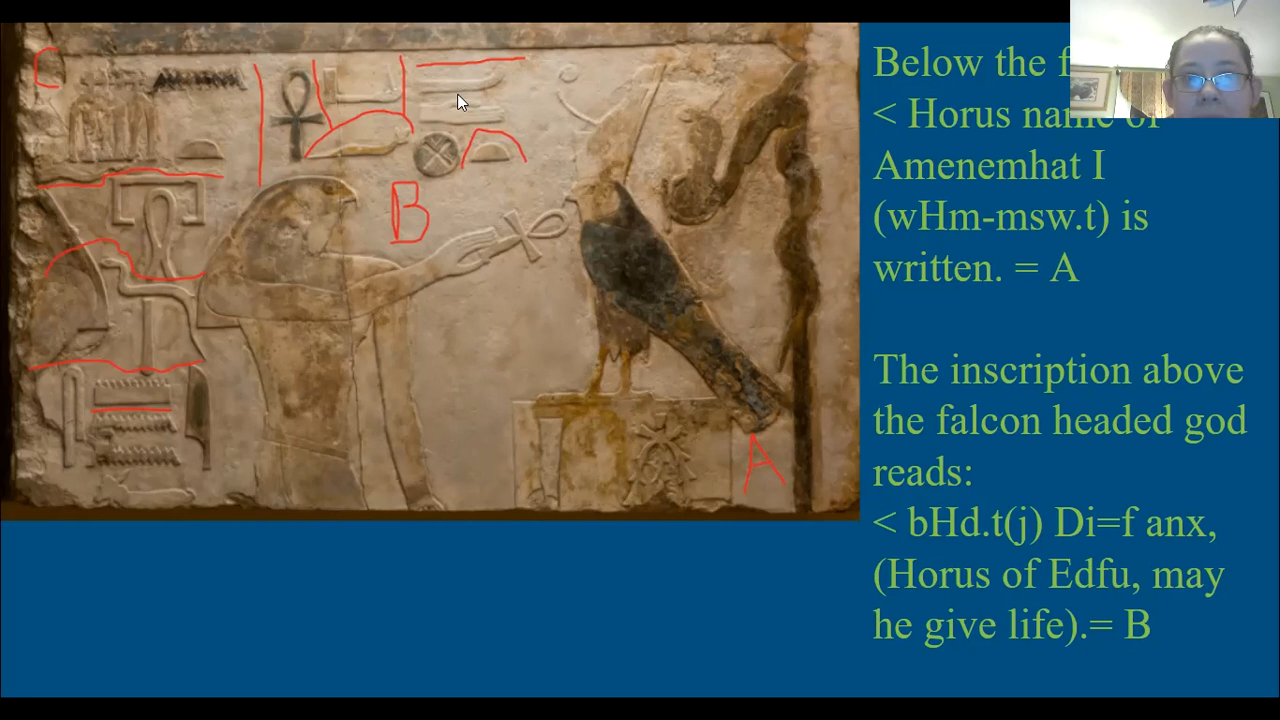 Below the f
< Horus name of
Amenemhat I
(wHm-msw.t) is
written. = A
The inscription above
the falcon headed god
reads:
< bHd.t(j) Di=f anx,
(Horus of Edfu, may
he give life).= B
C
B
A